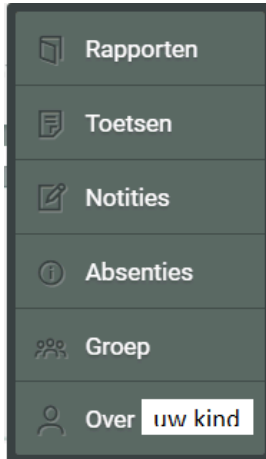 Rapporten
Toetsen
Notities
Absenties
Groep
Over uw kind